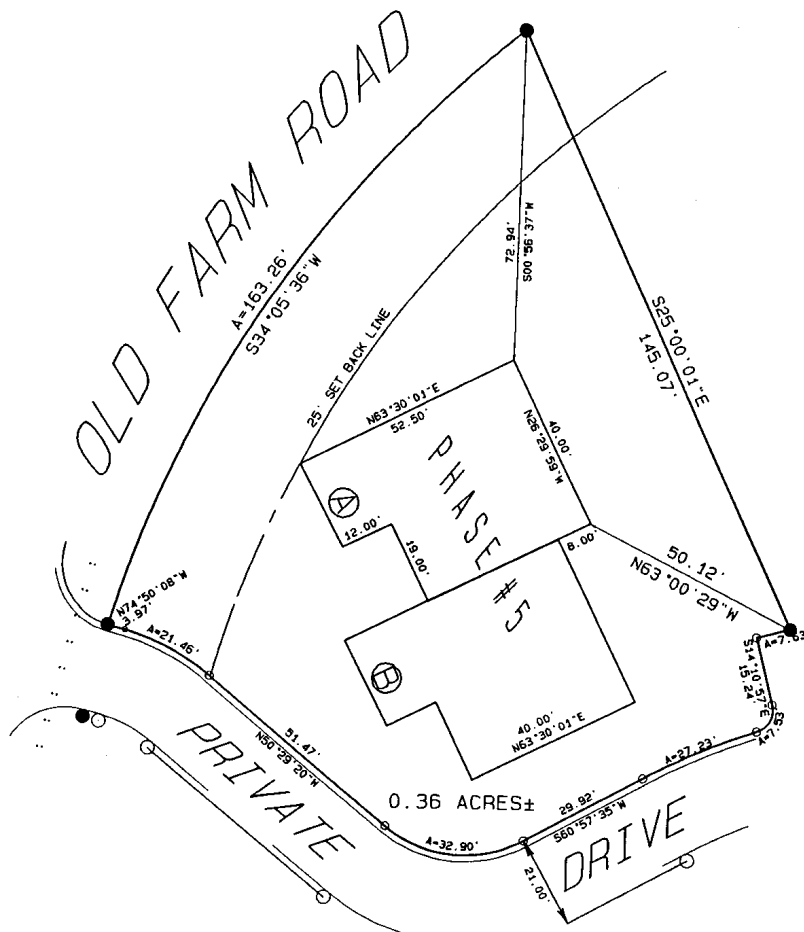 OLD FARM ROAD
A=163.26'
S34°05'36"W
25' SET BACK LINE
72.94'
S00°56'37"W
S25°00'01"E
145.07'
N63°30'01"E
52.50'
40.00'
N26°29'59"W
PHASE #5
A
12.00'
19.00'
8.00'
50.12'
N63°00'29"W
B
40.00'
N63°30'01"E
N74°50'08"W
3.97'
A=21.46'
A=7.63
S14°10'57"E
15.24'
A=7.53
51.47'
N50°29'20"W
A=27.23'
0.36 ACRES±
29.92'
S60°57'35"W
A=32.90'
21.00'
PRIVATE
DRIVE